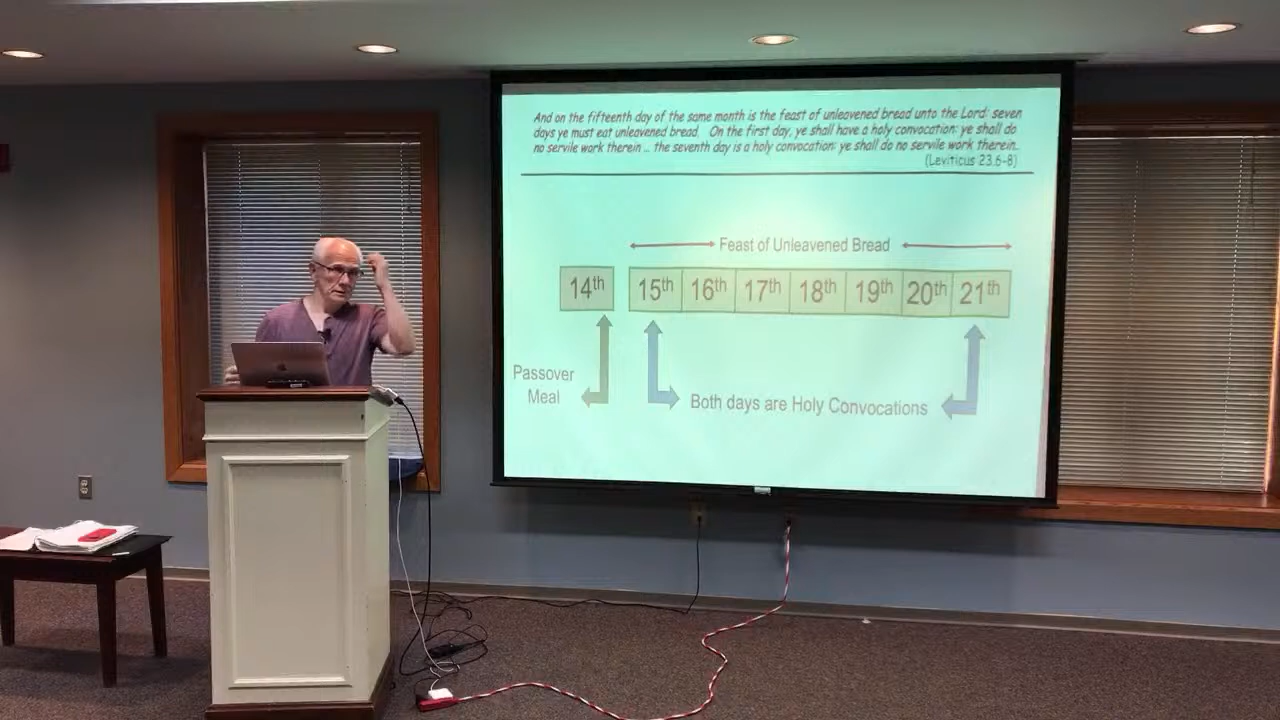 And on the fifteenth day of the same month is the feast of unleavened bread unto the Lord: seven
days ye must eat unleavened bread. On the first day, ye shall have a holy convocation: ye shall do
no servile work therein ... the seventh day is a holy convocation: ye shall do no servile work therein.
(Leviticus 23.6-8)
Feast of Unleavened Bread
14th 15th 16th 17th 18th 19th 20th 21th
Passover
Meal
Both days are Holy Convocations